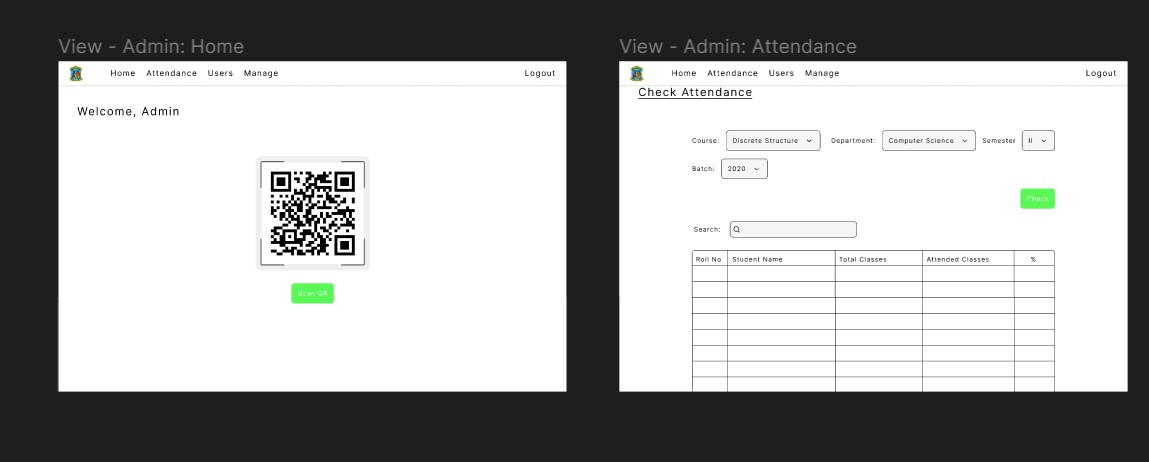 View - Admin: Home
Home Attendance Users Manage Logout
Welcome, Admin
Scan QR
View - Admin: Attendance
Home Attendance Users Manage Logout
Check Attendance
Course: Discrete Structure Department: Computer Science Semester II
Batch: 2020
Check
Search:
Roll No Student Name Total Classes Attended Classes %